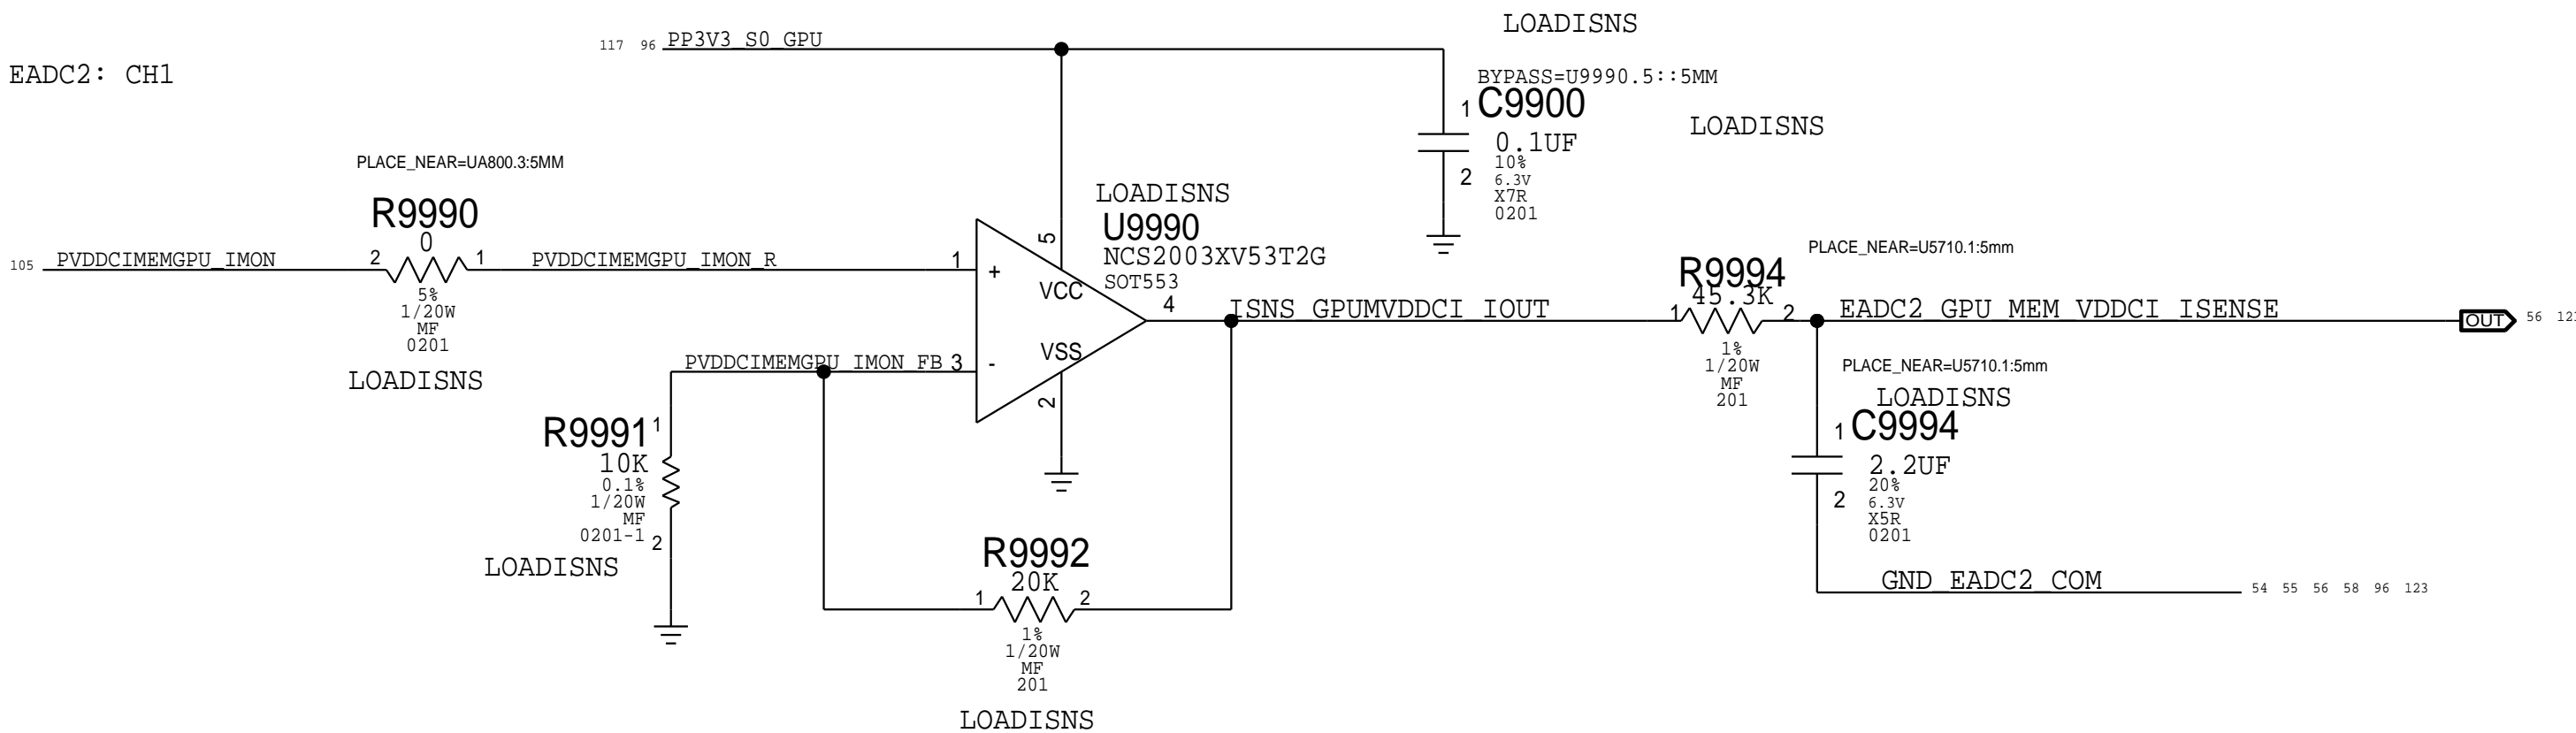 LOADISNS
117 96 PP3V3_S0_GPU
EADC2: CH1
BYPASS=U9990.5::5MM
1 C9900
LOADISNS
0.1UF
10%
6.3V
X7R
0201
2
PLACE_NEAR=UA800.3:5MM
R9990
0
105 PVDDCIMEMGPU_IMON
2
1
PVDDCIMEMGPU_IMON_R
5%
1/20W
MF
0201
LOADISNS
LOADISNS
U9990
NCS2003XV53T2G
SOT553
5
1
+
VCC
4
VSS
-
2
PVDDCIMEMGPU_IMON_FB 3
ISNS_GPUMVDDCI_IOUT
PLACE_NEAR=U5710.1:5mm
R9994
45.3K
1
2
1%
1/20W
MF
201
EADC2_GPU_MEM_VDDCI_ISENSE
OUT
56
PLACE_NEAR=U5710.1:5mm
LOADISNS
1 C9994
2.2UF
20%
6.3V
X5R
0201
2
GND_EADC2_COM
54 55 56 58 96 123
R9991
1
10K
0.1%
1/20W
MF
0201-1
2
LOADISNS
R9992
20K
1
2
1%
1/20W
MF
201
LOADISNS